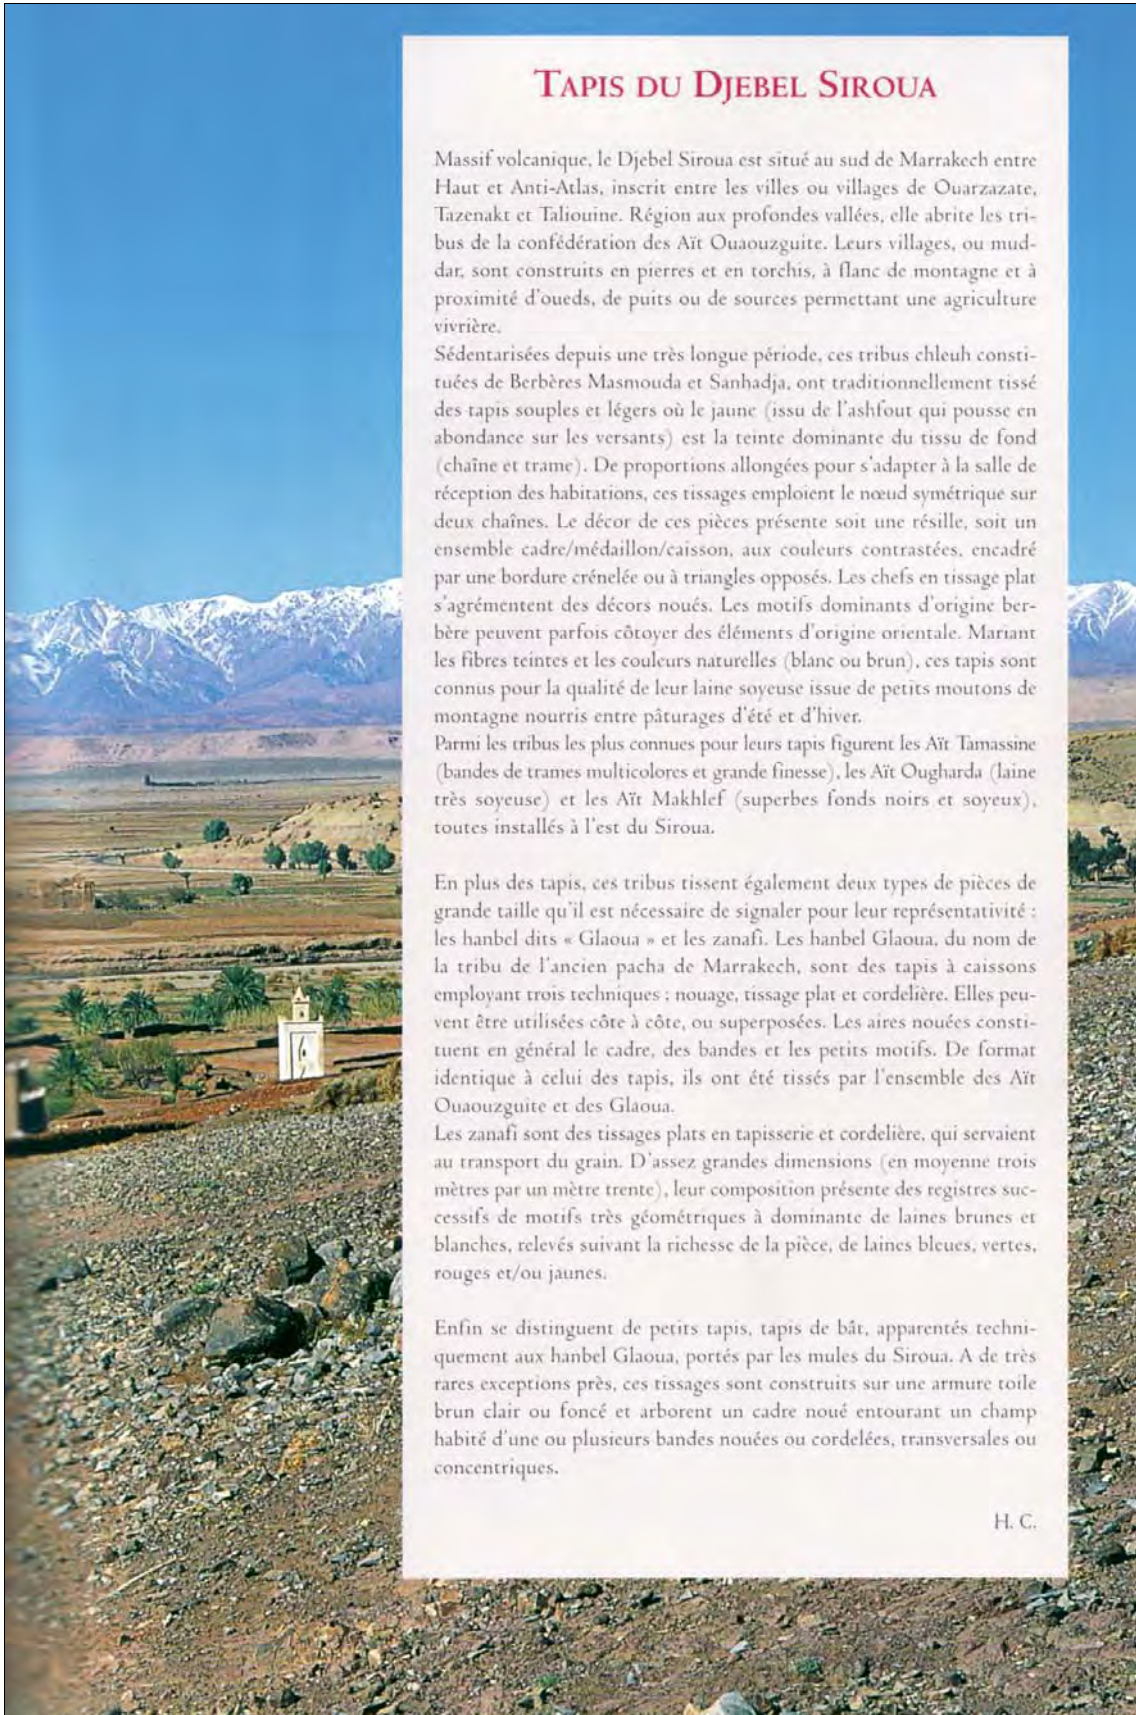 TAPIS DU DJEBEL SIROUA
Massif volcanique, le Djebel Siroua est situé au sud de Marrakech entre
Haut et Anti-Atlas, inscrit entre les villes ou villages de Ouarzazate,
Tazenakt et Taliouine. Région aux profondes vallées, elle abrite les tri-
bus de la confédération des Aït Ouaouzguite. Leurs villages, ou mud-
dar, sont construits en pierres et en torchis, à flanc de montagne et à
proximité d'oueds, de puits ou de sources permettant une agriculture
vivrière.
Sédentarisées depuis une très longue période, ces tribus chleuh consti-
tuées de Berbères Masmouda et Sanhadja, ont traditionnellement tissé
des tapis souples et légers où le jaune (issu de l'ashfout qui pousse en
abondance sur les versants) est la teinte dominante du tissu de fond
(chaîne et trame). De proportions allongées pour s'adapter à la salle de
réception des habitations, ces tissages emploient le nœud symétrique sur
deux chaînes. Le décor de ces pièces présente soit une résille, soit un
ensemble cadre/médaillon/caisson, aux couleurs contrastées, encadré
par une bordure crénelée ou à triangles opposés. Les chefs en tissage plat
s'agrémentent des décors noués. Les motifs dominants d'origine ber-
bère peuvent parfois côtoyer des éléments d'origine orientale. Mariant
les fibres teintes et les couleurs naturelles (blanc ou brun), ces tapis sont
connus pour la qualité de leur laine soyeuse issue de petits moutons de
montagne nourris entre pâturages d'été et d'hiver.
Parmi les tribus les plus connues pour leurs tapis figurent les Aït Tamassine
(bandes de trames multicolores et grande finesse), les Aït Ougharda (laine
très soyeuse) et les Aït Makhlef (superbes fonds noirs et soyeux),
toutes installés à l'est du Siroua.
En plus des tapis, ces tribus tissent également deux types de pièces de
grande taille qu'il est nécessaire de signaler pour leur représentativité :
les hanbel dits « Glaoua » et les zanafi. Les hanbel Glaoua, du nom de
la tribu de l'ancien pacha de Marrakech, sont des tapis à caissons
employant trois techniques : nouage, tissage plat et cordelière. Elles peu-
vent être utilisées côte à côte, ou superposées. Les aires nouées consti-
tuent en général le cadre, des bandes et les petits motifs. De format
identique à celui des tapis, ils ont été tissés par l'ensemble des Aït
Ouaouzguite et des Glaoua.
Les zanafi sont des tissages plats en tapisserie et cordelière, qui servaient
au transport du grain. D'assez grandes dimensions (en moyenne trois
mètres par un mètre trente), leur composition présente des registres suc-
cessifs de motifs très géométriques à dominante de laines brunes et
blanches, relevés suivant la richesse de la pièce, de laines bleues, vertes,
rouges et/ou jaunes.
Enfin se distinguent de petits tapis, tapis de bât, apparentés techni-
quement aux hanbel Glaoua, portés par les mules du Siroua. A de très
rares exceptions près, ces tissages sont construits sur une armure toile
brun clair ou foncé et arborent un cadre noué entourant un champ
habité d'une ou plusieurs bandes nouées ou cordelées, transversales ou
concentriques.
H. C.